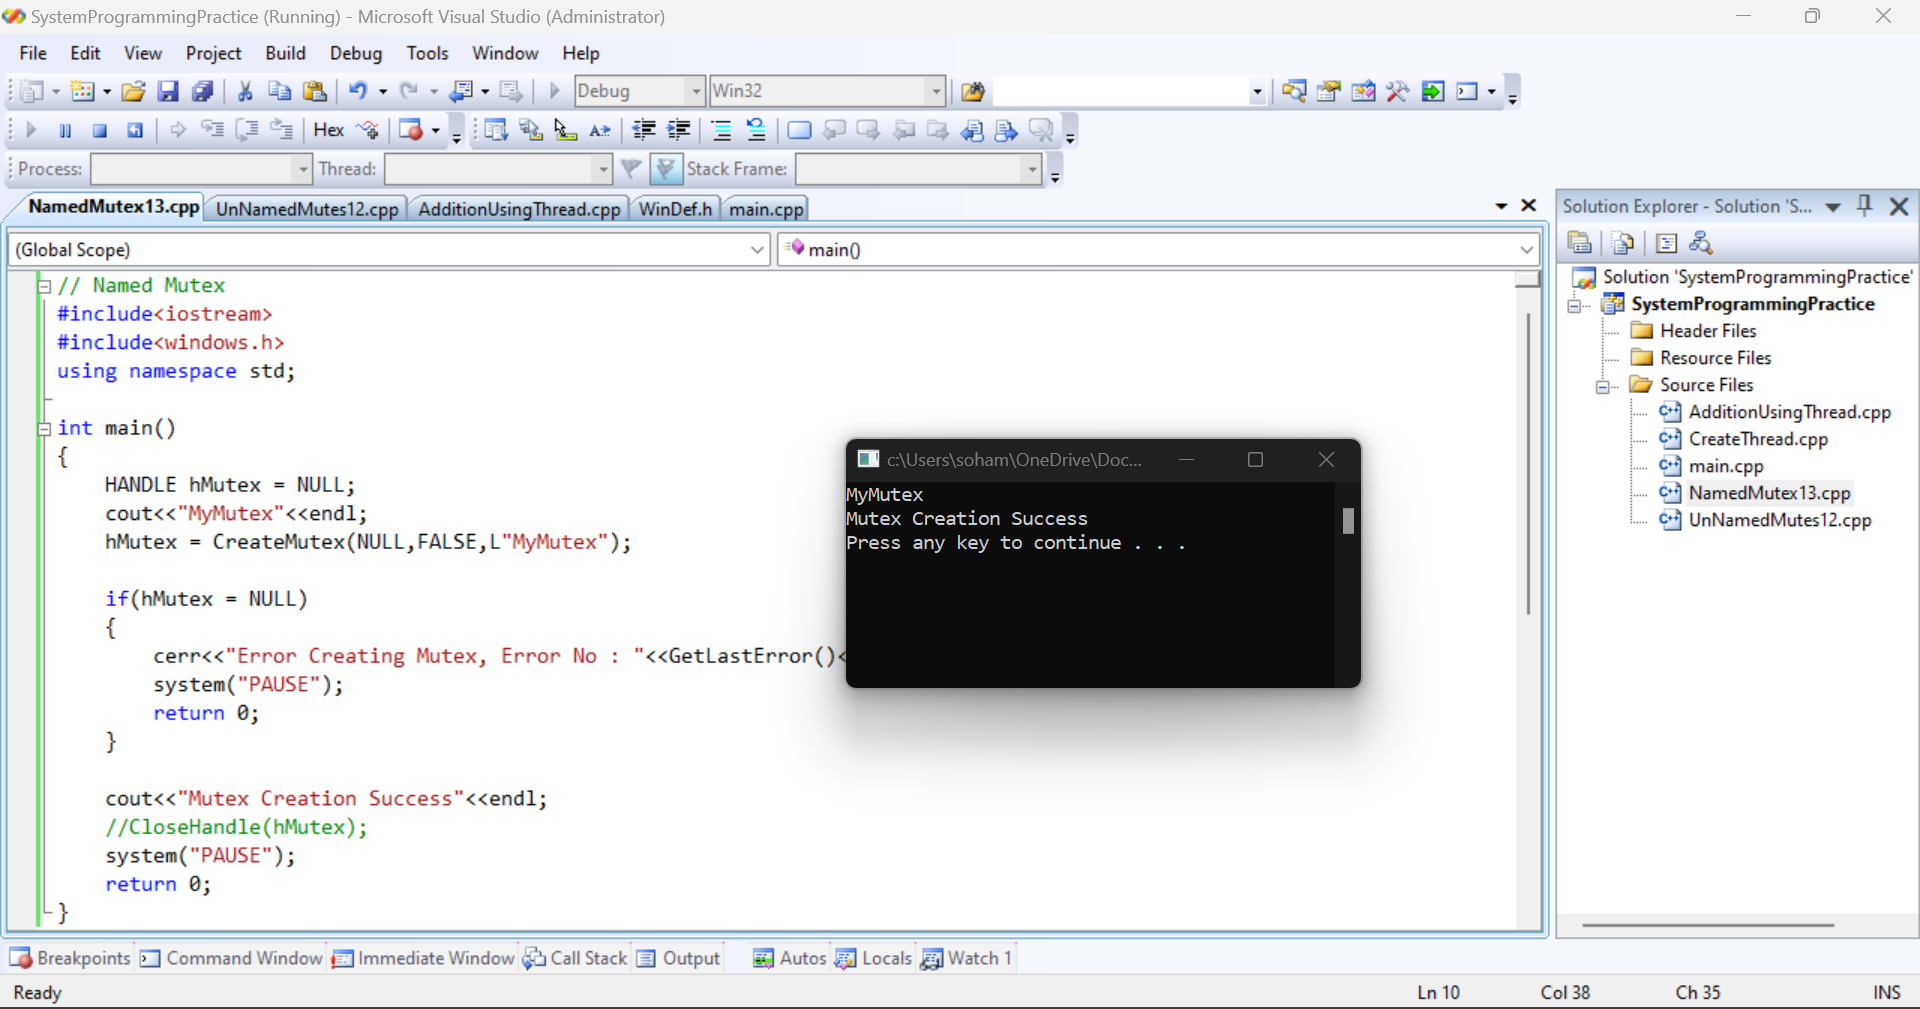 SystemProgrammingPractice (Running) - Microsoft Visual Studio (Administrator)
File Edit View Project Build Debug Tools Window Help
Debug Win32
Hex
Process: Thread: Stack Frame:
NamedMutex13.cpp UnNamedMutes12.cpp AdditionUsingThread.cpp WinDef.h main.cpp
(Global Scope) main()
// Named Mutex
#include<iostream>
#include<windows.h>
using namespace std;
int main()
{
HANDLE hMutex = NULL;
cout<<"MyMutex"<<endl;
hMutex = CreateMutex(NULL,FALSE,L"MyMutex");
if(hMutex = NULL)
{
cerr<<"Error Creating Mutex, Error No : "<<GetLastError()<
system("PAUSE");
return 0;
}
cout<<"Mutex Creation Success"<<endl;
//CloseHandle(hMutex);
system("PAUSE");
return 0;
}
c:\Users\soham\OneDrive\Doc...
MyMutex
Mutex Creation Success
Press any key to continue . . .
Solution Explorer - Solution 'S...
Solution 'SystemProgrammingPractice'
SystemProgrammingPractice
Header Files
Resource Files
Source Files
AdditionUsingThread.cpp
CreateThread.cpp
main.cpp
NamedMutex13.cpp
UnNamedMutes12.cpp
Breakpoints Command Window Immediate Window Call Stack Output Autos Locals Watch 1
Ready Ln 10 Col 38 Ch 35 INS